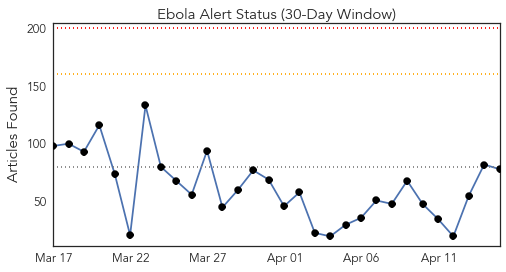 Ebola Alert Status (30-Day Window)
200
150
100
50
Articles Found
Mar 17 Mar 22 Mar 27 Apr 01 Apr 06 Apr 11